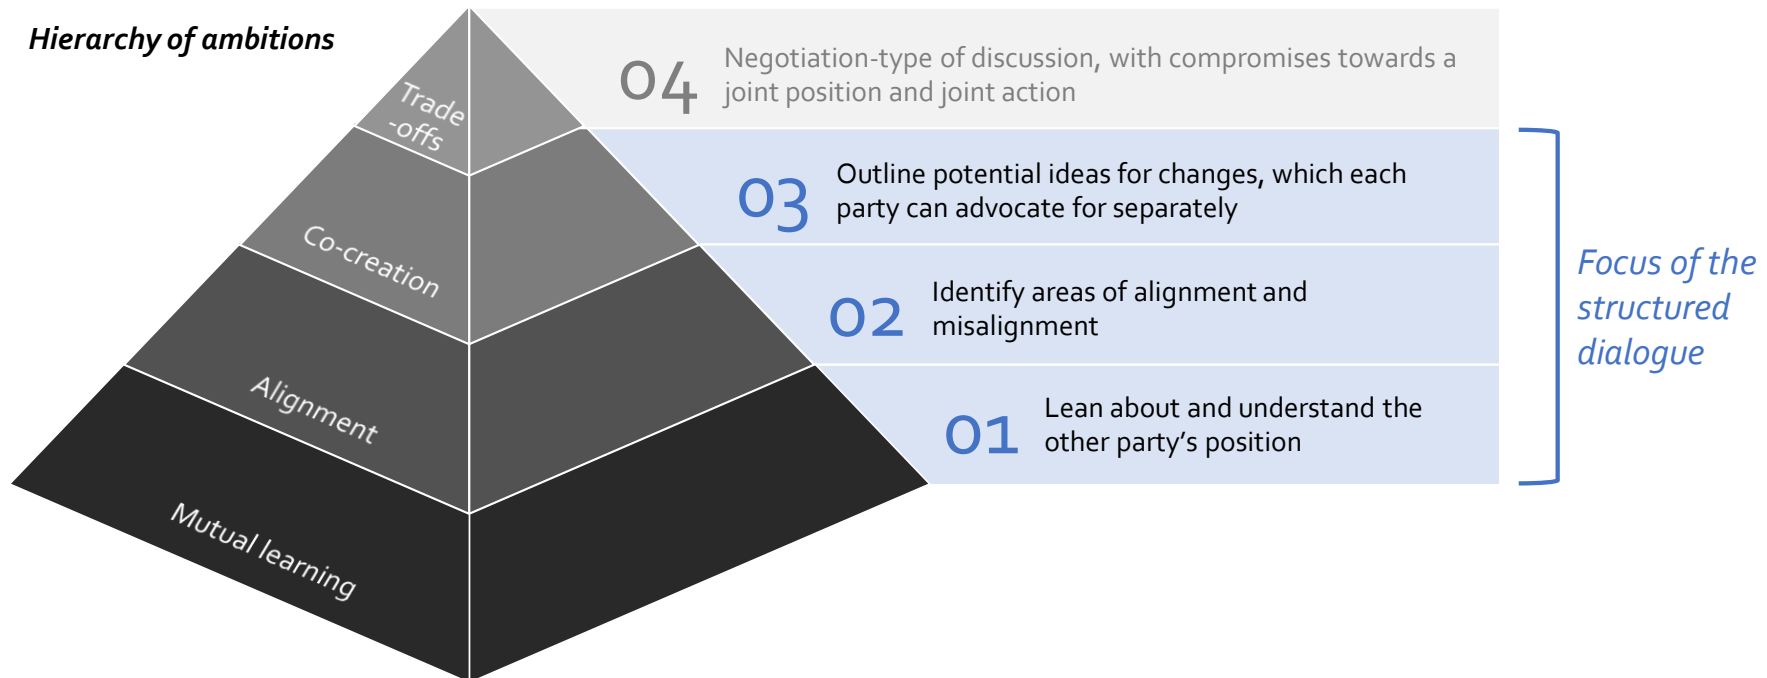 Hierarchy of ambitions
Trade
-offs
04
Negotiation-type of discussion, with compromises towards a
joint position and joint action
Co-creation
03
Outline potential ideas for changes, which each
party can advocate for separately
Alignment
02
Identify areas of alignment and
misalignment
Mutual learning
01
Lean about and understand the
other party's position
Focus of the
structured
dialogue